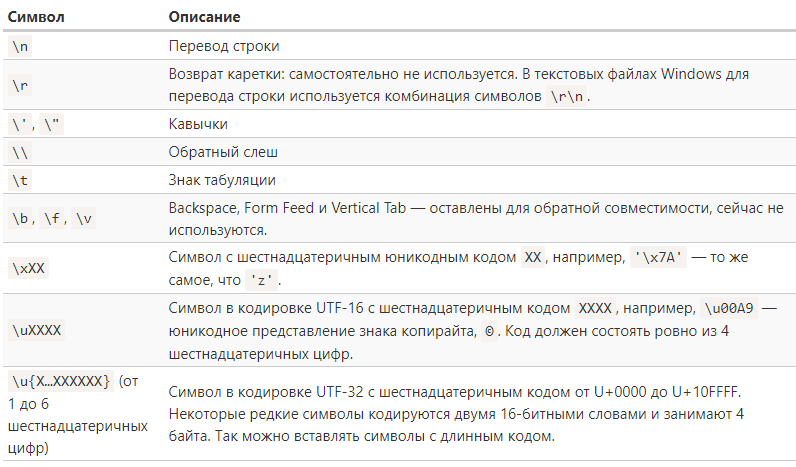 Символ Описание
\n Перевод строки
\r Возврат каретки: самостоятельно не используется. В текстовых файлах Windows для
перевода строки используется комбинация символов \r\n.
\', \" Кавычки
\\ Обратный слеш
\t Знак табуляции
\b, \f, \v Backspace, Form Feed и Vertical Tab — оставлены для обратной совместимости, сейчас не
используются.
\xXX Символ с шестнадцатеричным юникодным кодом XX, например, '\x7A' — то же
самое, что 'z'.
\uXXXX Символ в кодировке UTF-16 с шестнадцатеричным кодом XXXX, например, \u00A9 —
юникодное представление знака копирайта, ©. Код должен состоять ровно из 4
шестнадцатеричных цифр.
\u{X…XXXXXX} (от
1 до 6
шестнадцатеричных
цифр)
Символ в кодировке UTF-32 с шестнадцатеричным кодом от U+0000 до U+10FFFF.
Некоторые редкие символы кодируются двумя 16-битными словами и занимают 4
байта. Так можно вставлять символы с длинным кодом.